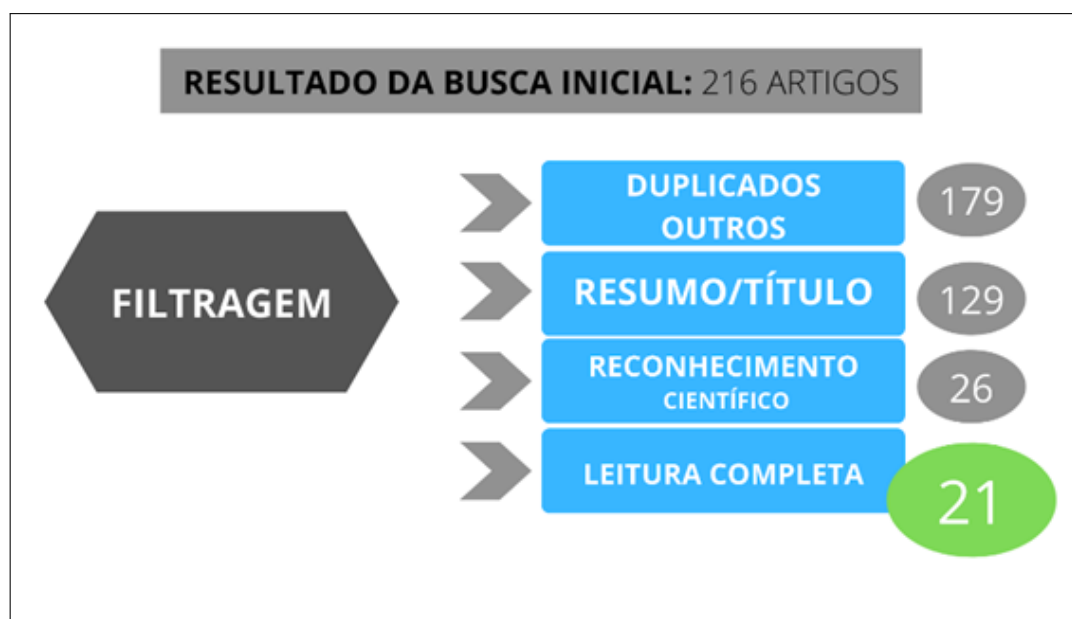 RESULTADO DA BUSCA INICIAL: 216 ARTIGOS
FILTRAGEM
DUPLICADOS
OUTROS
179
RESUMO/TÍTULO
129
RECONHECIMENTO
CIENTÍFICO
26
LEITURA COMPLETA
21